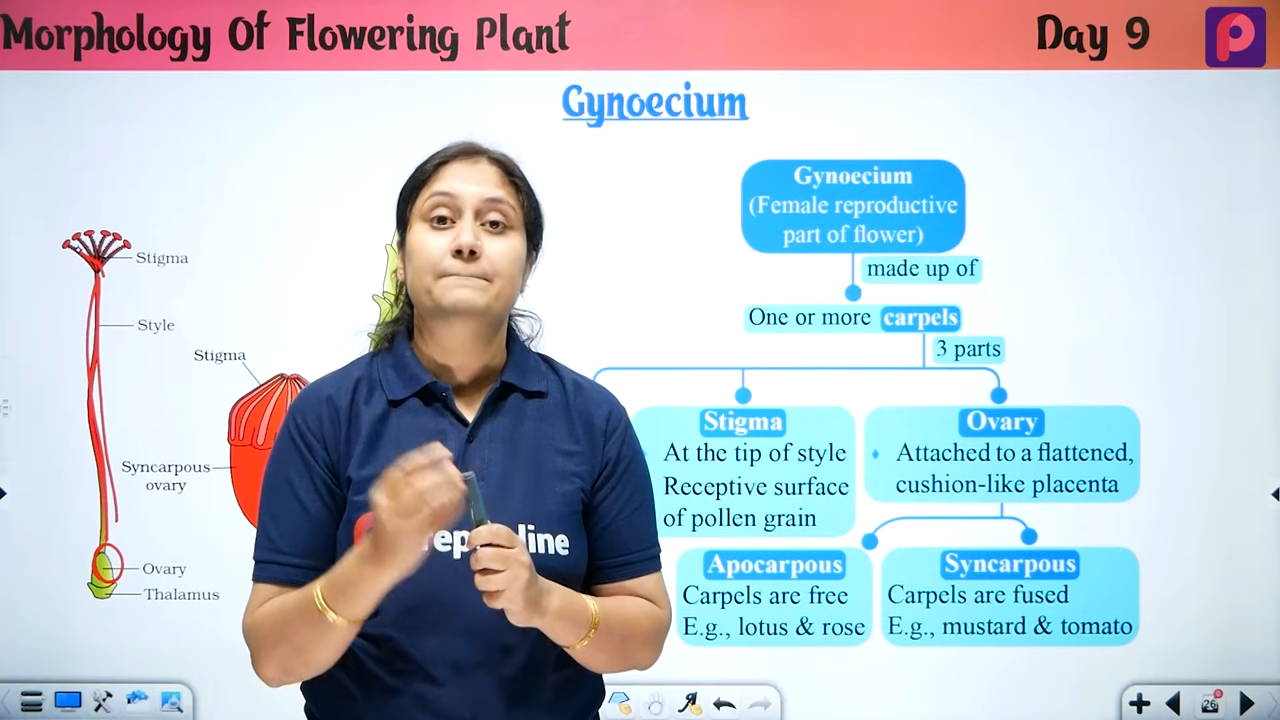 Morphology Of Flowering Plant
Day 9
Gynoecium
Gynoecium
(Female reproductive
part of flower)
made up of
One or more carpels
3 parts
Stigma
At the tip of style
Receptive surface
of pollen grain
Ovary
Attached to a flattened,
cushion-like placenta
Apocarpous
Carpels are free
E.g., lotus & rose
Syncarpous
Carpels are fused
E.g., mustard & tomato
Stigma
Style
Stigma
Syncarpous
ovary
Ovary
Thalamus
26